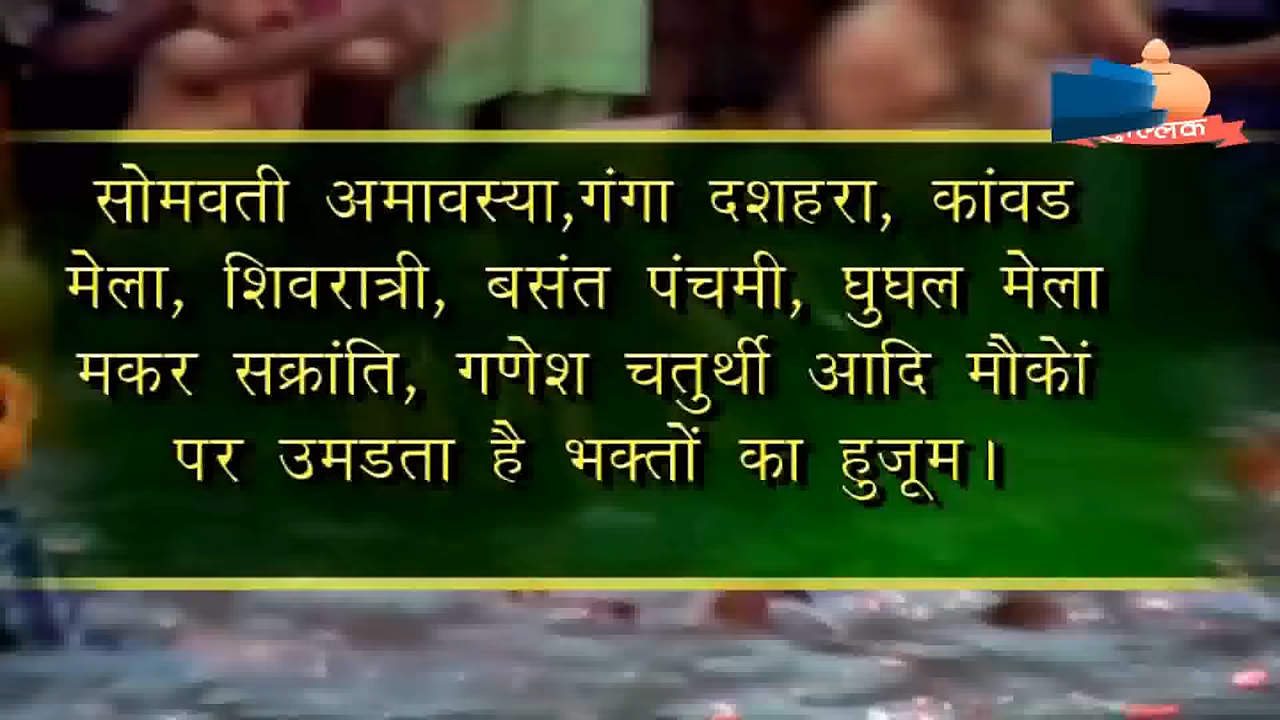 सोमवती अमावस्या,गंगा दशहरा, कांवड
मेला, शिवरात्री, बसंत पंचमी, घुघल मेला
मकर सक्रांति, गणेश चतुर्थी आदि मौकों
पर उमडता है भक्तों का हुजूम।